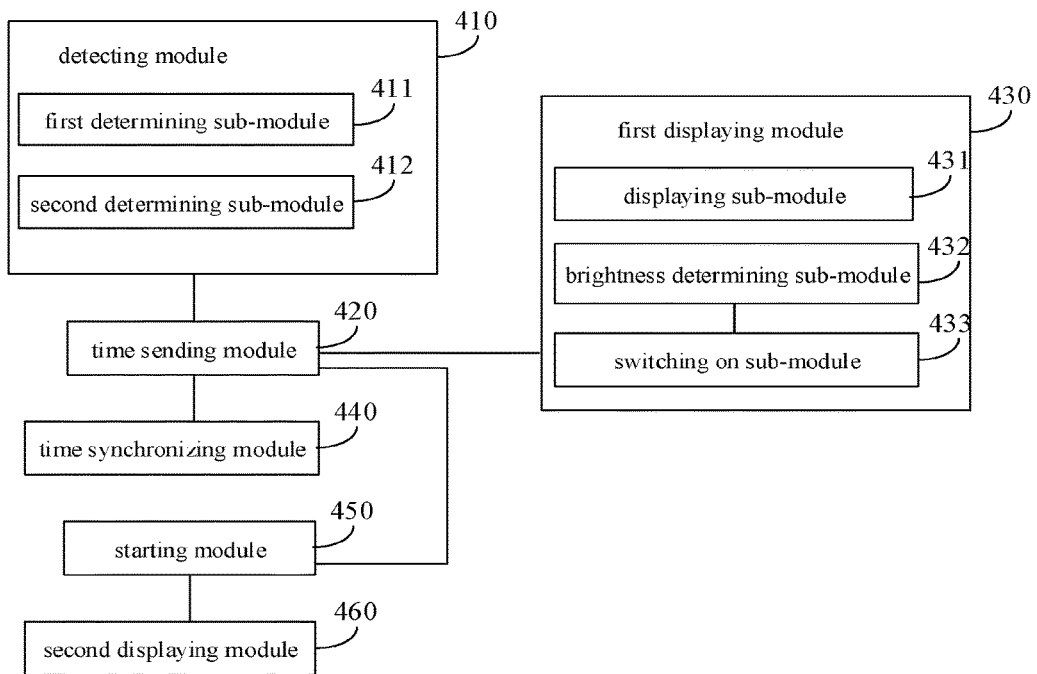 410
detecting module
411
first determining sub-module
412
second determining sub-module
430
first displaying module
431
displaying sub-module
432
brightness determining sub-module
433
switching on sub-module
420
time sending module
440
time synchronizing module
450
starting module
460
second displaying module